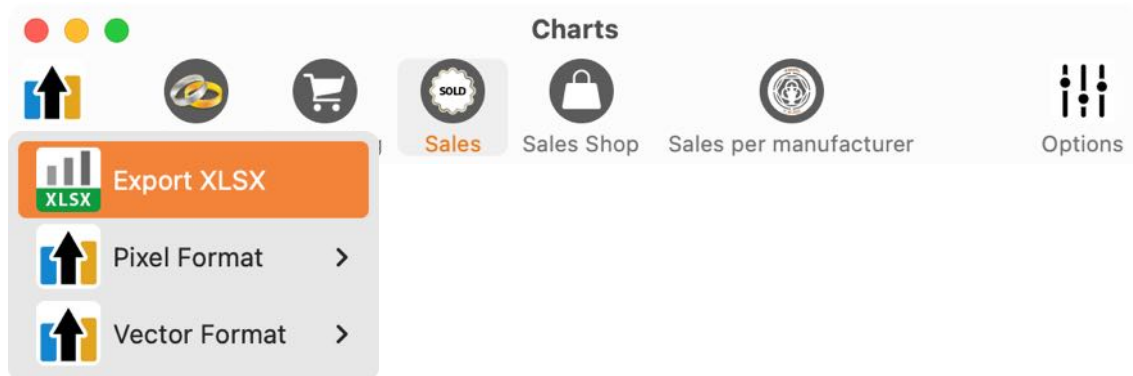 Charts
SOLD
Sales
Sales Shop
Sales per manufacturer
Options
XLSX
Export XLSX
Pixel Format
Vector Format